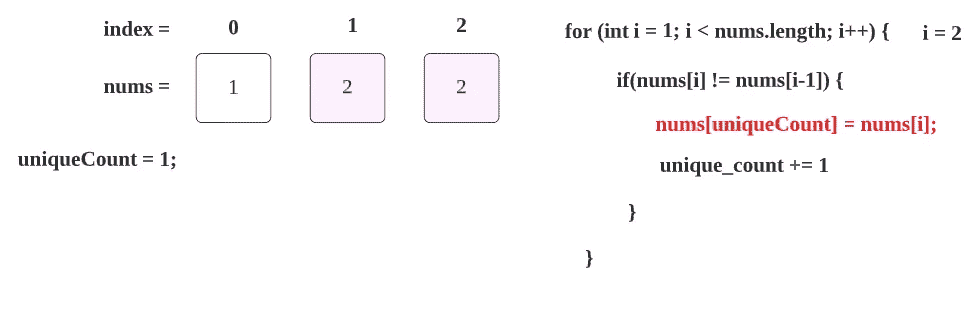 index = 0 1 2
nums = 1 2 2
uniqueCount = 1;
for (int i = 1; i < nums.length; i++) { i = 2
if(nums[i] != nums[i-1]) {
nums[uniqueCount] = nums[i];
unique_count += 1
}
}